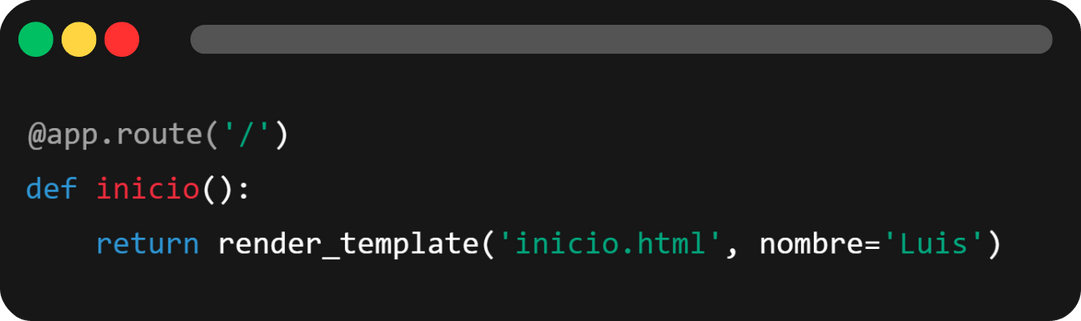 @app.route('/')
def inicio():
    return render_template('inicio.html', nombre='Luis')